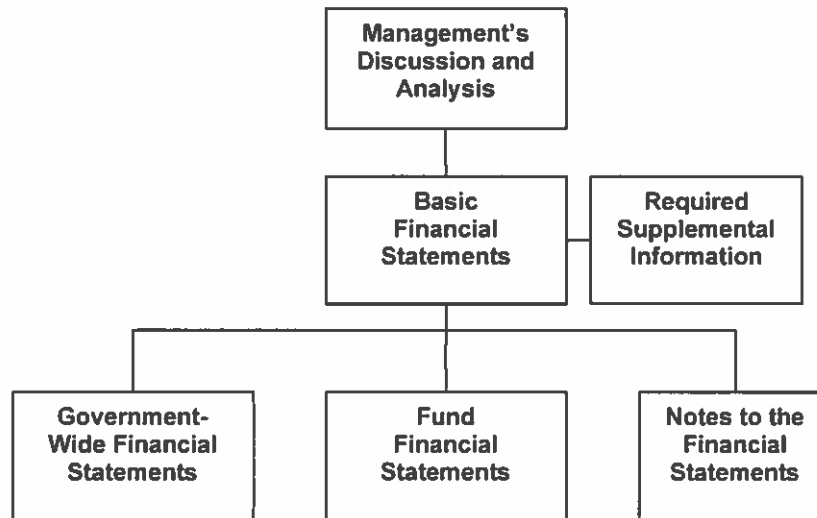 Management's
Discussion and
Analysis
Basic
Financial
Statements
Required
Supplemental
Information
Government-
Wide Financial
Statements
Fund
Financial
Statements
Notes to the
Financial
Statements